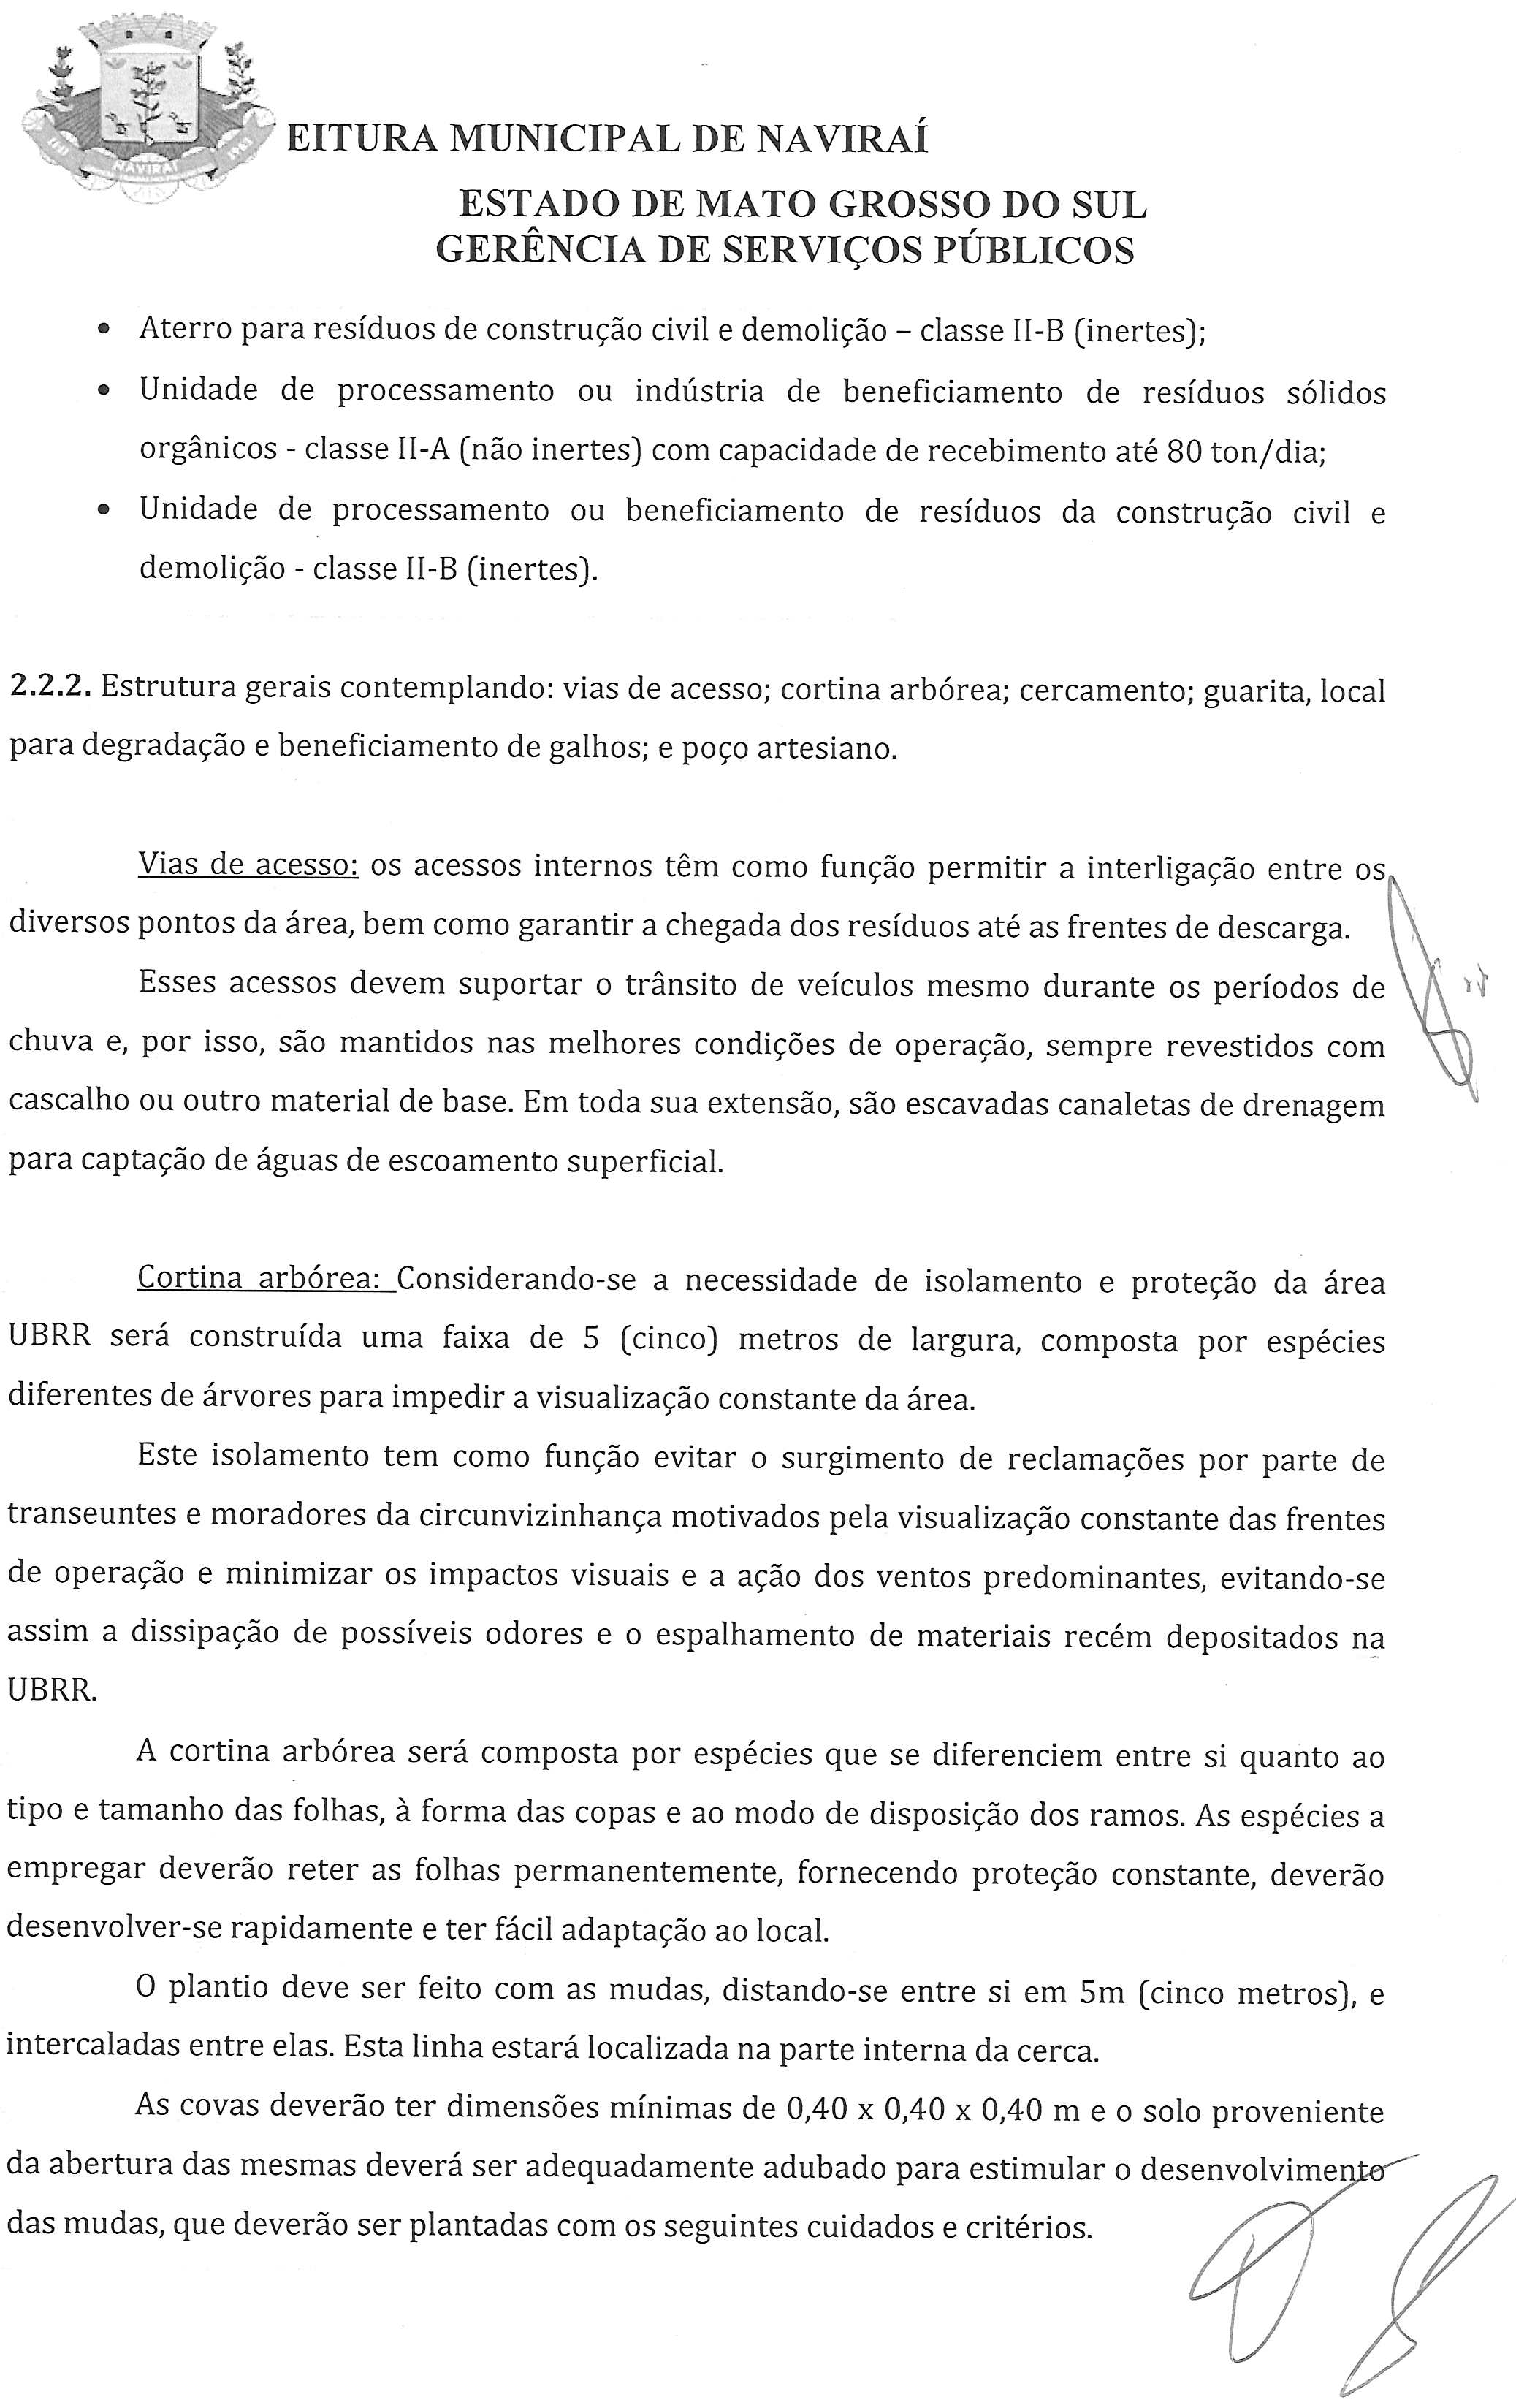 NAVIRAÍ
1963
EITURA MUNICIPAL DE NAVIRAÍ
ESTADO DE MATO GROSSO DO SUL
GERÊNCIA DE SERVIÇOS PÚBLICOS
• Aterro para resíduos de construção civil e demolição – classe II-B (inertes);
• Unidade de processamento ou indústria de beneficiamento de resíduos sólidos
orgânicos - classe II-A (não inertes) com capacidade de recebimento até 80 ton/dia;
• Unidade de processamento ou beneficiamento de resíduos da construção civil e
demolição - classe II-B (inertes).
2.2.2. Estrutura gerais contemplando: vias de acesso; cortina arbórea; cercamento; guarita, local
para degradação e beneficiamento de galhos; e poço artesiano.
Vias de acesso: os acessos internos têm como função permitir a interligação entre os
diversos pontos da área, bem como garantir a chegada dos resíduos até as frentes de descarga.
Esses acessos devem suportar o trânsito de veículos mesmo durante os períodos de
chuva e, por isso, são mantidos nas melhores condições de operação, sempre revestidos com
cascalho ou outro material de base. Em toda sua extensão, são escavadas canaletas de drenagem
para captação de águas de escoamento superficial.
Cortina arbórea: Considerando-se a necessidade de isolamento e proteção da área
UBRR será construída uma faixa de 5 (cinco) metros de largura, composta por espécies
diferentes de árvores para impedir a visualização constante da área.
Este isolamento tem como função evitar o surgimento de reclamações por parte de
transeuntes e moradores da circunvizinhança motivados pela visualização constante das frentes
de operação e minimizar os impactos visuais e a ação dos ventos predominantes, evitando-se
assim a dissipação de possíveis odores e o espalhamento de materiais recém depositados na
UBRR.
A cortina arbórea será composta por espécies que se diferenciem entre si quanto ao
tipo e tamanho das folhas, à forma das copas e ao modo de disposição dos ramos. As espécies a
empregar deverão reter as folhas permanentemente, fornecendo proteção constante, deverão
desenvolver-se rapidamente e ter fácil adaptação ao local.
O plantio deve ser feito com as mudas, distando-se entre si em 5m (cinco metros), e
intercaladas entre elas. Esta linha estará localizada na parte interna da cerca.
As covas deverão ter dimensões mínimas de 0,40 x 0,40 x 0,40 m e o solo proveniente
da abertura das mesmas deverá ser adequadamente adubado para estimular o desenvolvimento
das mudas, que deverão ser plantadas com os seguintes cuidados e critérios.